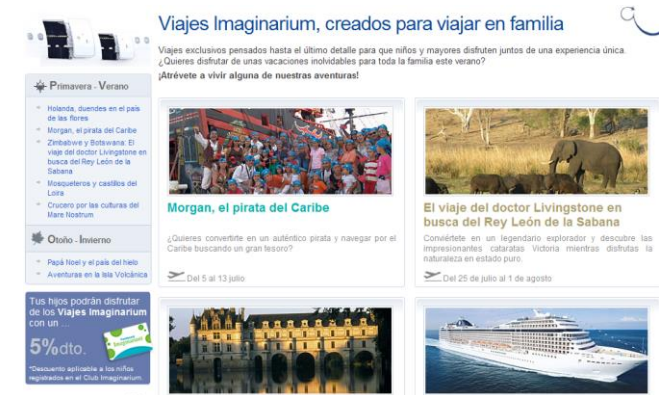 Viajes Imaginarium, creados para viajar en familia
Viajes exclusivos pensados hasta el último detalle para que niños y mayores disfruten juntos de una experiencia única.
¿Quieres disfrutar de unas vacaciones inolvidables para toda la familia este verano?
¡Atrévete a vivir alguna de nuestras aventuras!
Primavera - Verano
Holanda, duendes en el país
de las flores
Morgan, el pirata del Caribe
Zimbabwe y Botswana: El
viaje del doctor Livingstone en
busca del Rey León de la
Sabana
Mosqueteros y castillos del
Loira
Crucero por las culturas del
Mare Nostrum
Otoño - Invierno
Papá Noel y el país del hielo
Aventuras en la Isla Volcánica
Tus hijos podrán disfrutar
de los Viajes Imaginarium
con un ...
5%dto.
*Descuento aplicable a los niños
registrados en el Club Imaginarium.
Morgan, el pirata del Caribe
¿Quieres convertirte en un auténtico pirata y navegar por el
Caribe buscando un gran tesoro?
Del 5 al 13 julio
El viaje del doctor Livingstone en
busca del Rey León de la Sabana
Conviértete en un legendario explorador y descubre las
impresionantes cataratas Victoria mientras disfrutas la
naturaleza en estado puro.
Del 25 de julio al 1 de agosto